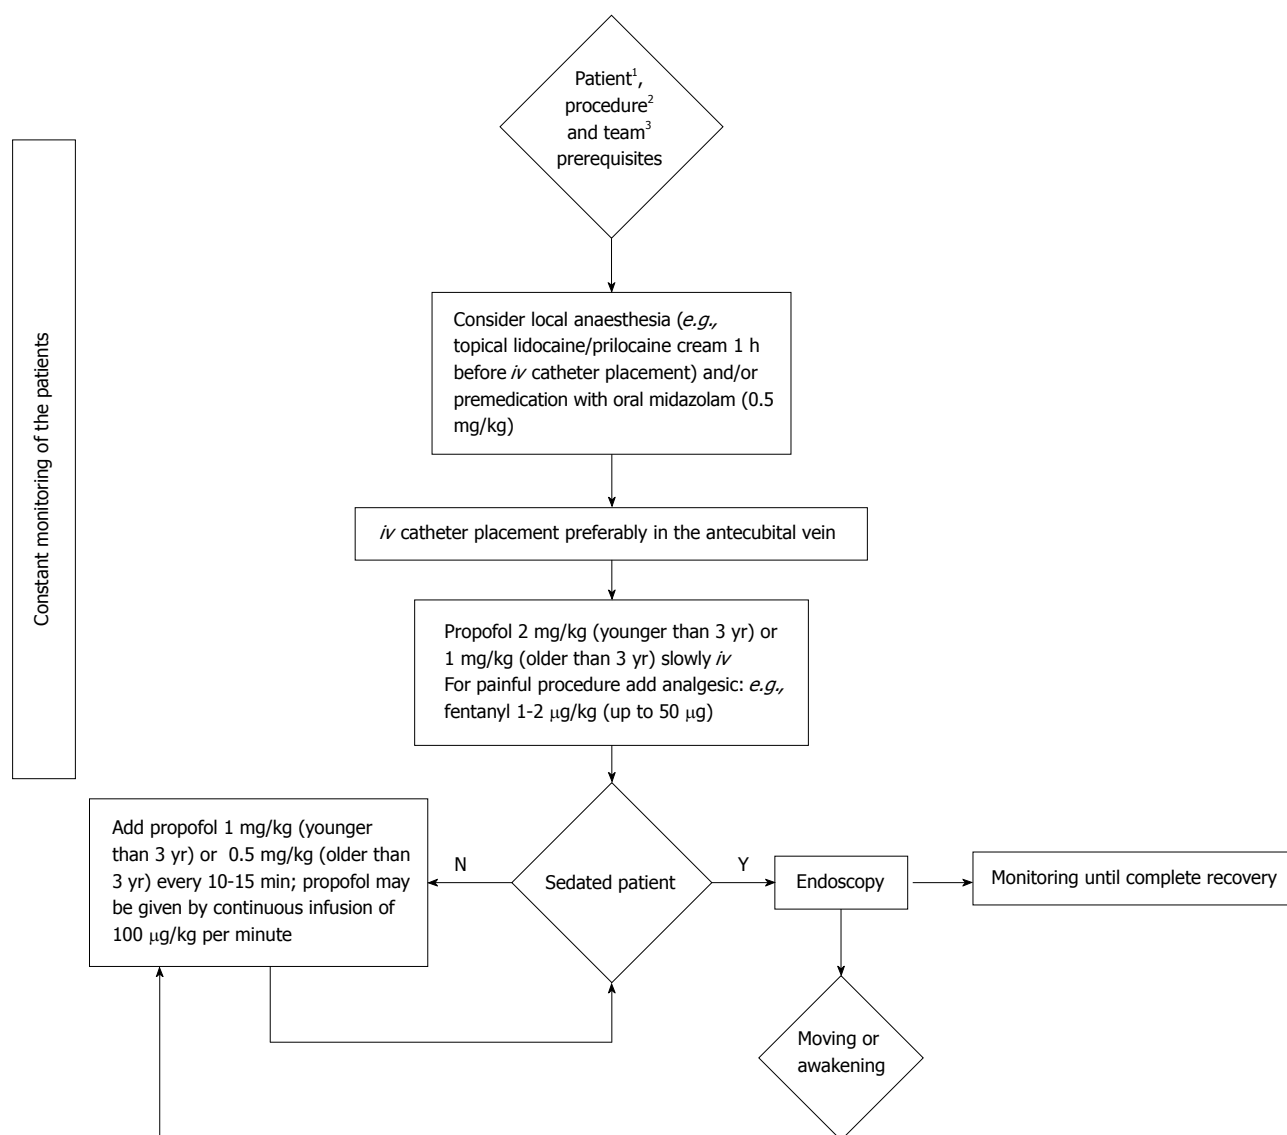 Patient¹,
procedure²
and team³
prerequisites
Constant monitoring of the patients
Consider local anaesthesia (e.g.,
topical lidocaine/prilocaine cream 1 h
before iv catheter placement) and/or
premedication with oral midazolam (0.5
mg/kg)
iv catheter placement preferably in the antecubital vein
Propofol 2 mg/kg (younger than 3 yr) or
1 mg/kg (older than 3 yr) slowly iv
For painful procedure add analgesic: e.g.,
fentanyl 1-2 μg/kg (up to 50 μg)
Add propofol 1 mg/kg (younger
than 3 yr) or 0.5 mg/kg (older than
3 yr) every 10-15 min; propofol may
be given by continuous infusion of
100 μg/kg per minute
N
Sedated patient
Y
Endoscopy
Monitoring until complete recovery
Moving or
awakening